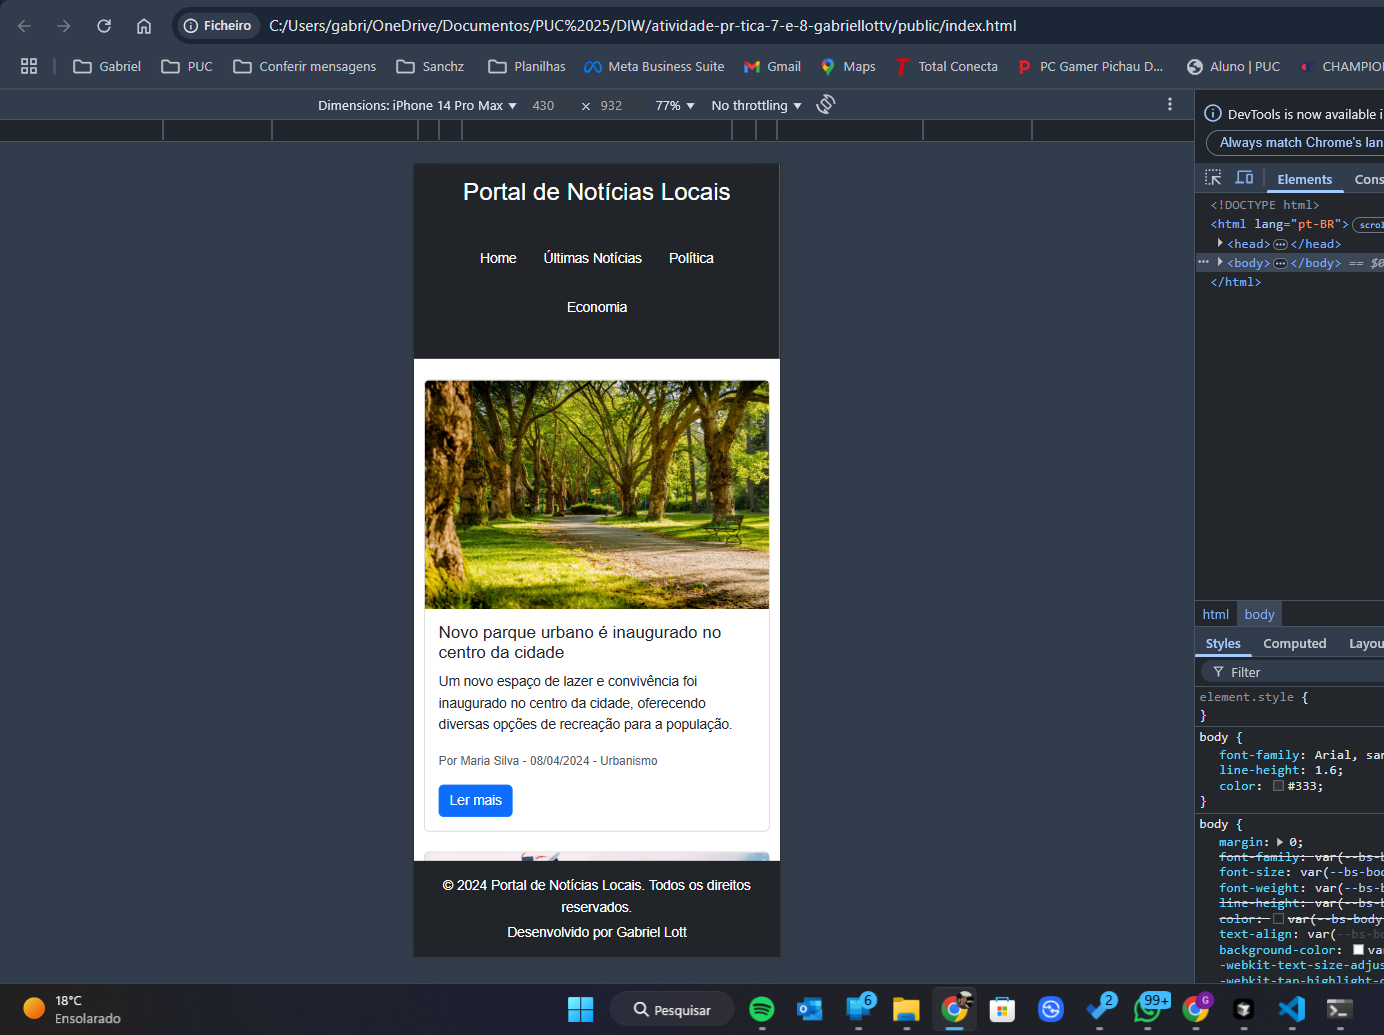 Ficheiro
C:/Users/gabri/OneDrive/Documentos/PUC%2025/DIW/atividade-pr-tica-7-e-8-gabriellottv/public/index.html
Gabriel PUC Conferir mensagens Sanchz Planilhas Meta Business Suite Gmail Maps Total Conecta PC Gamer Pichau D... Aluno | PUC CHAMPIO
Dimensions: iPhone 14 Pro Max 430 × 932 77% No throttling
DevTools is now available i
Always match Chrome's lan
Elements Cons
<!DOCTYPE html>
<html lang="pt-BR"> scrol
<head> ••• </head>
••• <body> ••• </body> == $0
</html>
Portal de Notícias Locais
Home Últimas Notícias Política
Economia
Novo parque urbano é inaugurado no
centro da cidade
Um novo espaço de lazer e convivência foi
inaugurado no centro da cidade, oferecendo
diversas opções de recreação para a população.
Por Maria Silva - 08/04/2024 - Urbanismo
Ler mais
© 2024 Portal de Notícias Locais. Todos os direitos
reservados.
Desenvolvido por Gabriel Lott
html body
Styles Computed Layou
Filter
element.style {
}
body {
font-family: Arial, san
line-height: 1.6;
color: #333;
}
body {
margin: 0;
font-family: var(--bs-b
font-size: var(--bs-boc
font-weight: var(--bs-b
line-height: var(--bs-b
color: var(--bs-body
text-align: var(--bs-bo
background-color: va
-webkit-text-size-adjus
-webkit-tap-highlight-c
18°C
Ensolarado
Pesquisar
6
2
99+
G